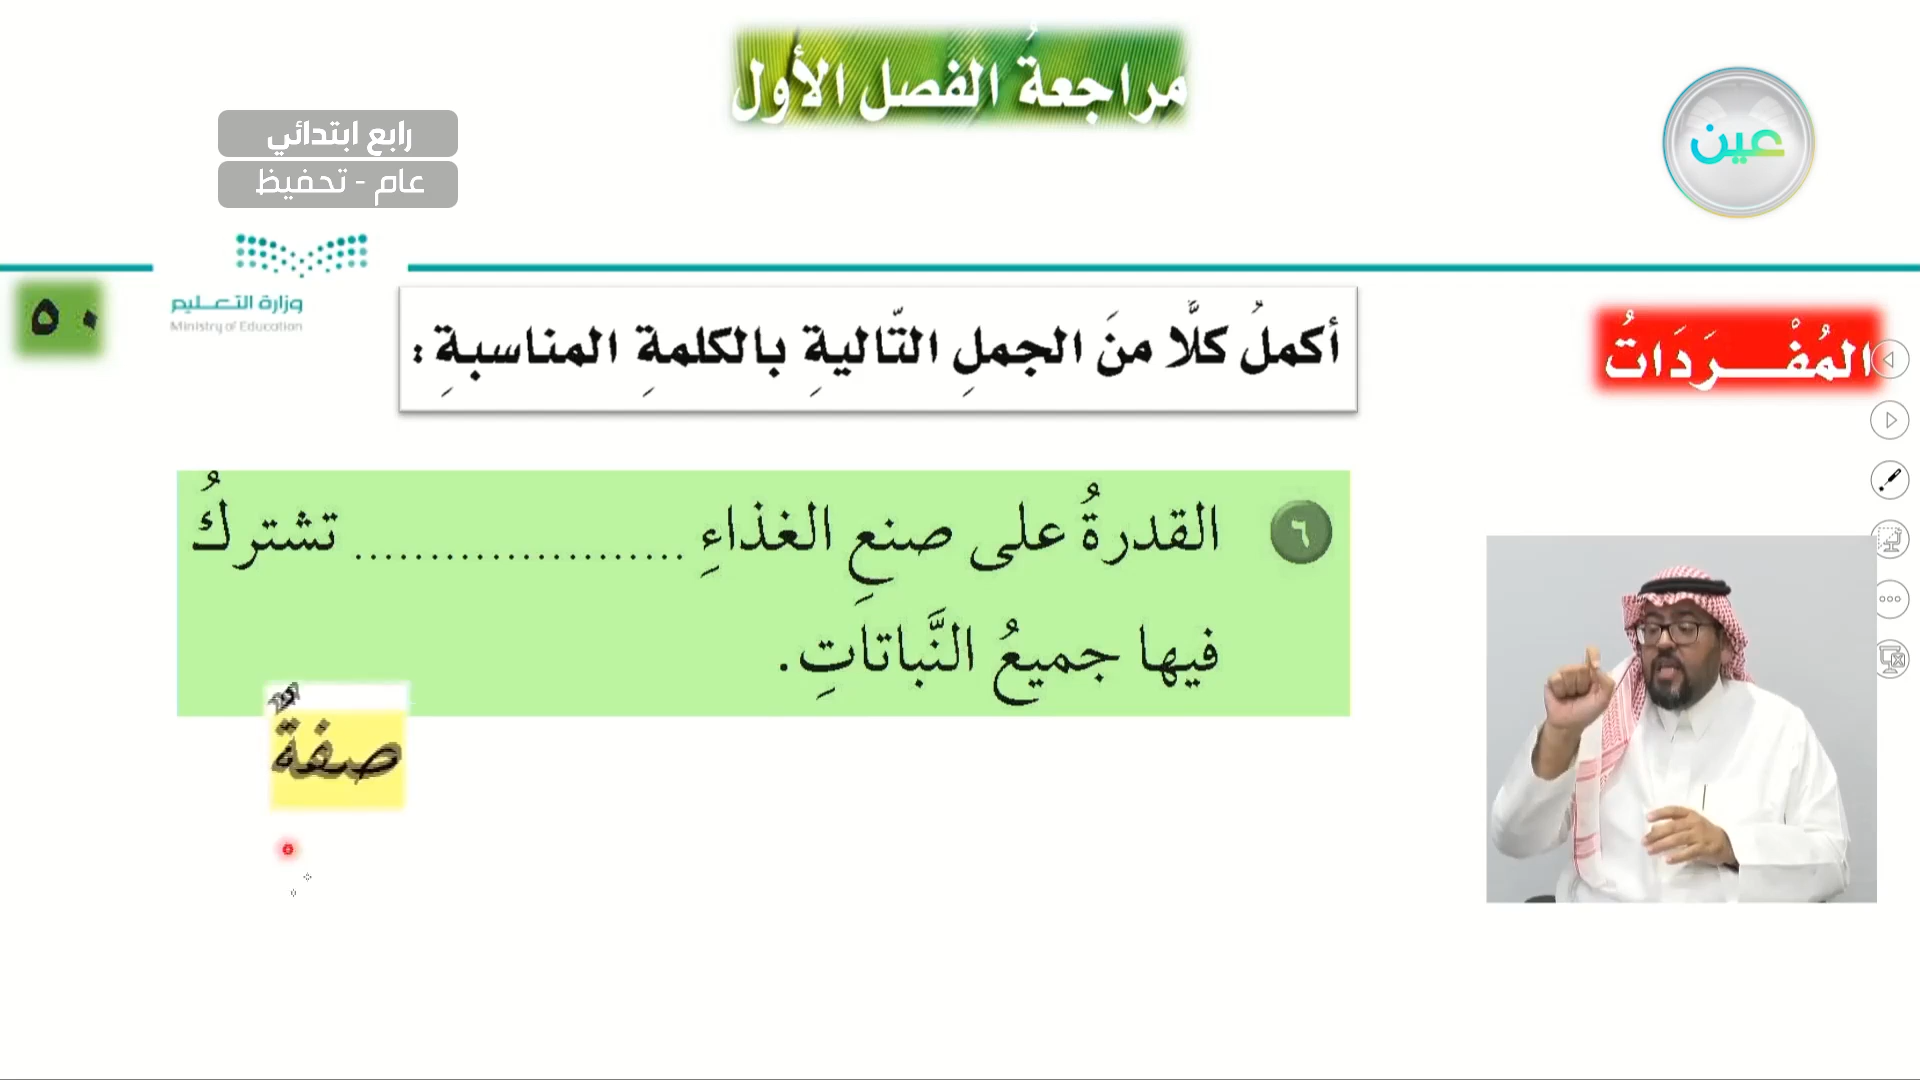 مراجعةُ الفصل الأول
عين
رابع ابتدائي
عام - تحفيظ
وزارة التعليم
Ministry of Education
٥٠
المُفْرَدَاتُ
أكملُ كلًّا منَ الجملِ التّاليةِ بالكلمةِ المناسبةِ :
٦ القدرةُ على صنعِ الغذاءِ ...................... تشتركُ
فيها جميعُ النَّباتاتِ.
صفةٌ